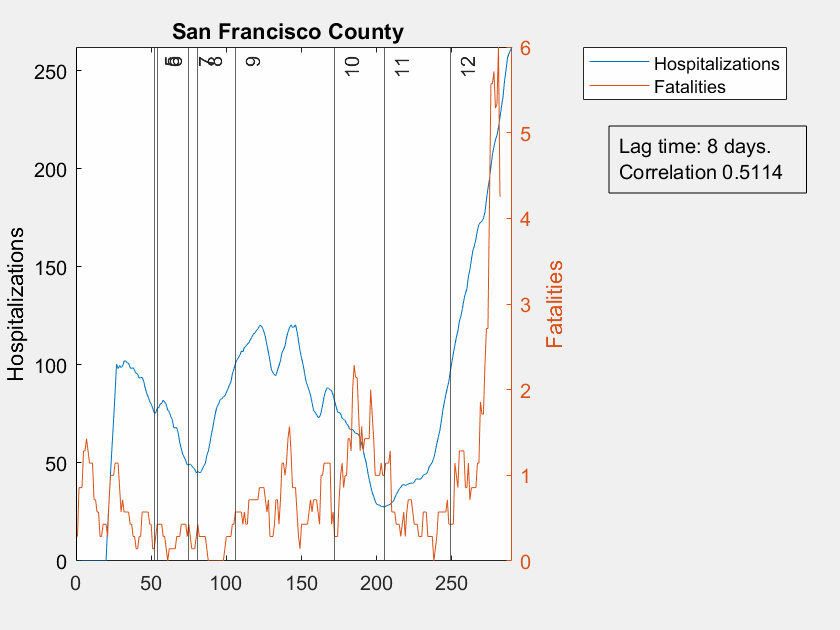 San Francisco County
Hospitalizations
Fatalities
Lag time: 8 days.
Correlation 0.5114
250
200
150
100
50
0
Hospitalizations
5
6
7
8
9
10
11
12
6
5
4
3
2
1
0
Fatalities
0 50 100 150 200 250